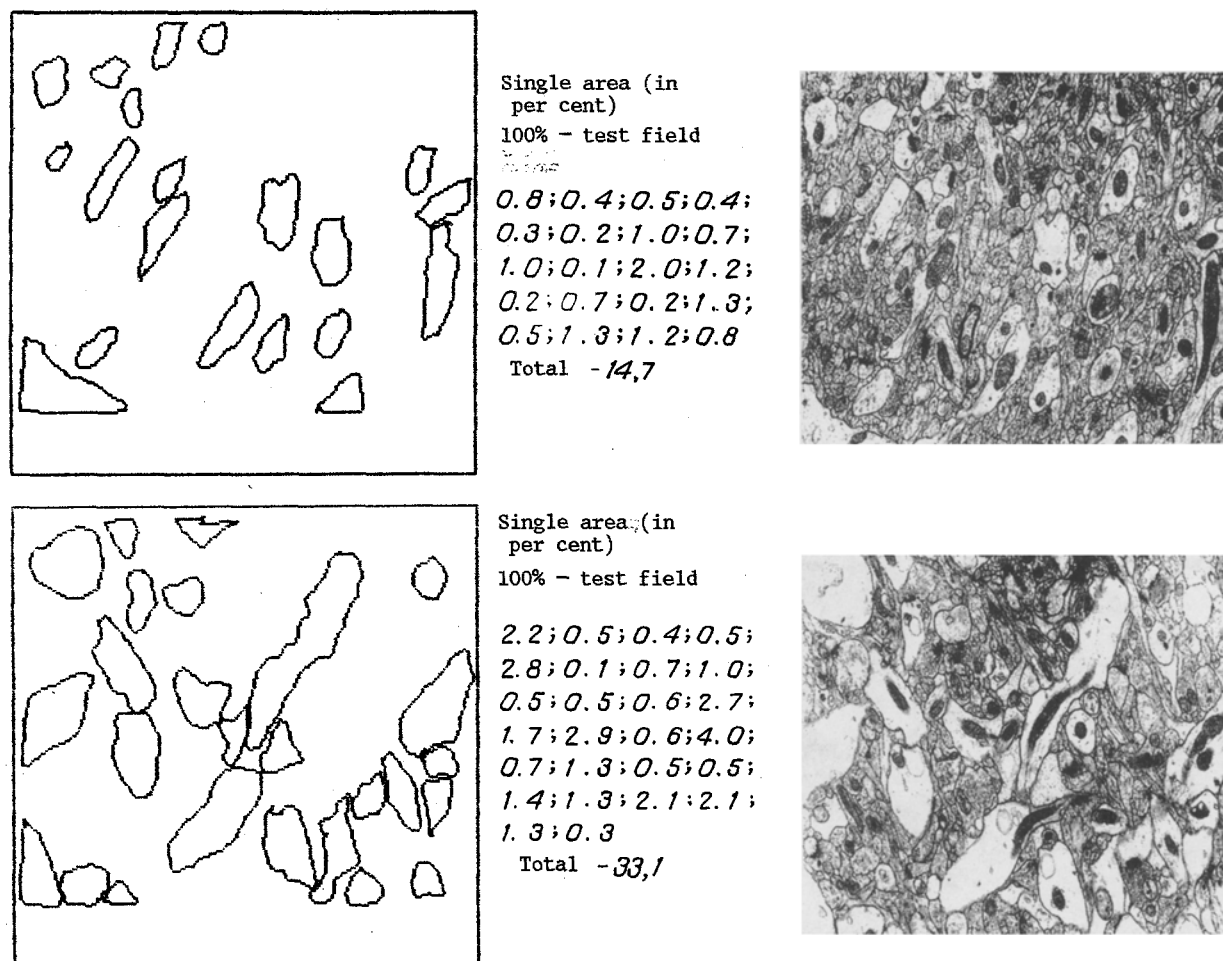 Single area (in
per cent)
100% - test field
0.8;0.4;0.5;0.4;
0.3;0.2;1.0;0.7;
1.0;0.1;2.0;1.2;
0.2;0.7;0.2;1.3;
0.5;1.3;1.2;0.8
Total -14,7
Single area (in
per cent)
100% - test field
2.2;0.5;0.4;0.5;
2.8;0.1;0.7;1.0;
0.5;0.5;0.6;2.7;
1.7;2.9;0.6;4.0;
0.7;1.3;0.5;0.5;
1.4;1.3;2.1;2.1;
1.3;0.3
Total -33,1